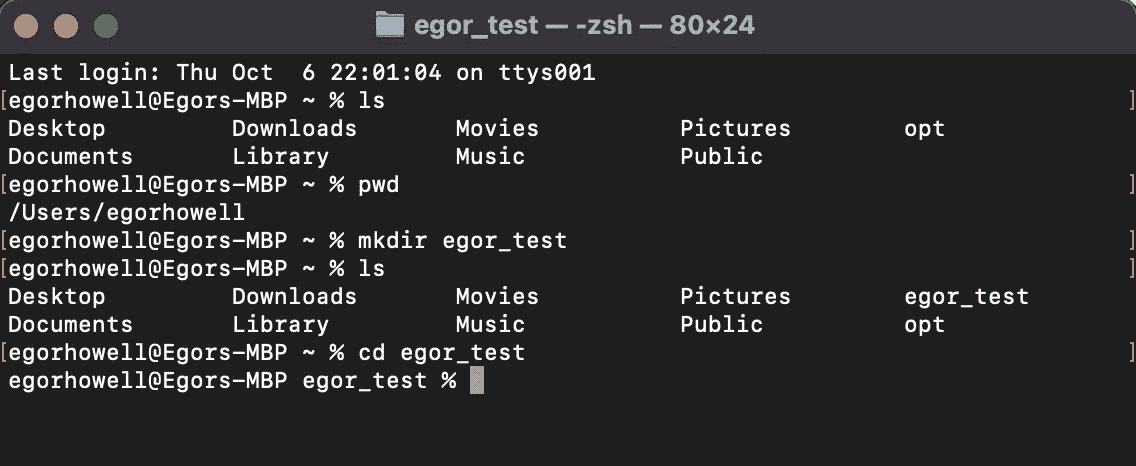 egor_test — -zsh — 80×24
Last login: Thu Oct  6 22:01:04 on ttys001
[egorhowell@Egors-MBP ~ % ls ]
Desktop         Downloads       Movies          Pictures        opt
Documents       Library         Music           Public
[egorhowell@Egors-MBP ~ % pwd ]
/Users/egorhowell
[egorhowell@Egors-MBP ~ % mkdir egor_test ]
[egorhowell@Egors-MBP ~ % ls ]
Desktop         Downloads       Movies          Pictures        egor_test
Documents       Library         Music           Public          opt
[egorhowell@Egors-MBP ~ % cd egor_test ]
egorhowell@Egors-MBP egor_test %